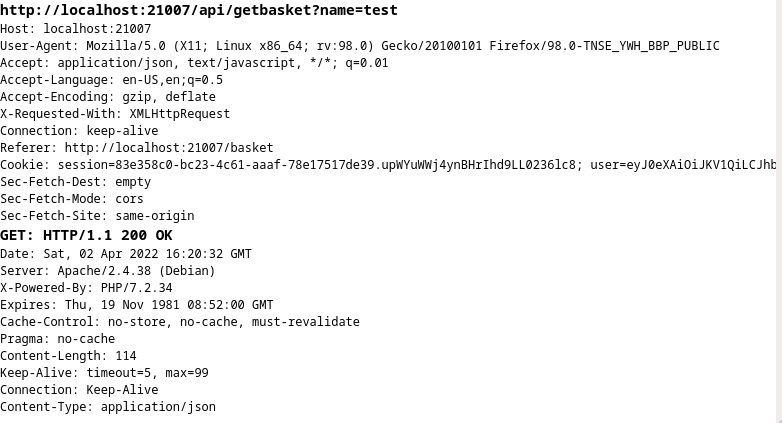 http://localhost:21007/api/getbasket?name=test
Host: localhost:21007
User-Agent: Mozilla/5.0 (X11; Linux x86_64; rv:98.0) Gecko/20100101 Firefox/98.0-TNSE_YWH_BBP_PUBLIC
Accept: application/json, text/javascript, */*; q=0.01
Accept-Language: en-US,en;q=0.5
Accept-Encoding: gzip, deflate
X-Requested-With: XMLHttpRequest
Connection: keep-alive
Referer: http://localhost:21007/basket
Cookie: session=83e358c0-bc23-4c61-aaaf-78e17517de39.upWYuWWj4ynBHrIhd9LL0236lc8; user=eyJ0eXAiOiJKV1QiLCJhb
Sec-Fetch-Dest: empty
Sec-Fetch-Mode: cors
Sec-Fetch-Site: same-origin
GET: HTTP/1.1 200 OK
Date: Sat, 02 Apr 2022 16:20:32 GMT
Server: Apache/2.4.38 (Debian)
X-Powered-By: PHP/7.2.34
Expires: Thu, 19 Nov 1981 08:52:00 GMT
Cache-Control: no-store, no-cache, must-revalidate
Pragma: no-cache
Content-Length: 114
Keep-Alive: timeout=5, max=99
Connection: Keep-Alive
Content-Type: application/json